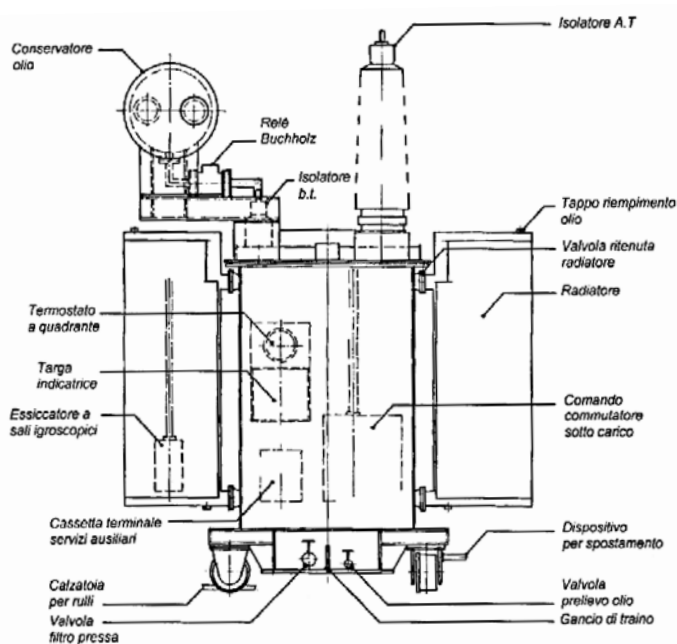 Isolatore A.T
Conservatore
olio
Relé
Buchholz
Isolatore
b.t.
Tappo riempimento
olio
Valvola ritenuta
radiatore
Radiatore
Termostato
a quadrante
Targa
indicatrice
Essiccatore a
sali igroscopici
Comando
commutatore
sotto carico
Cassetta terminale
servizi ausiliari
Dispositivo
per spostamento
Calzatoia
per rulli
Valvola
filtro pressa
Valvola
prelievo olio
Gancio di traino